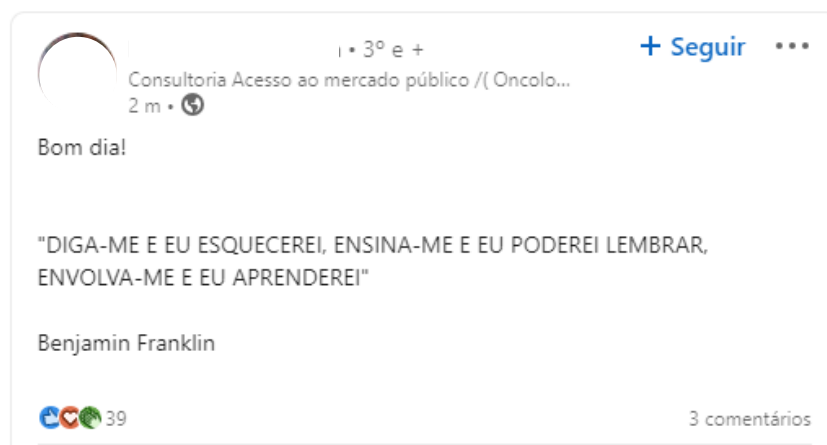 • 3º e +
+ Seguir
Consultoria Acesso ao mercado público /( Oncolo...
2 m •
Bom dia!
"DIGA-ME E EU ESQUECEREI, ENSINA-ME E EU PODEREI LEMBRAR,
ENVOLVA-ME E EU APRENDEREI"
Benjamin Franklin
39
3 comentários